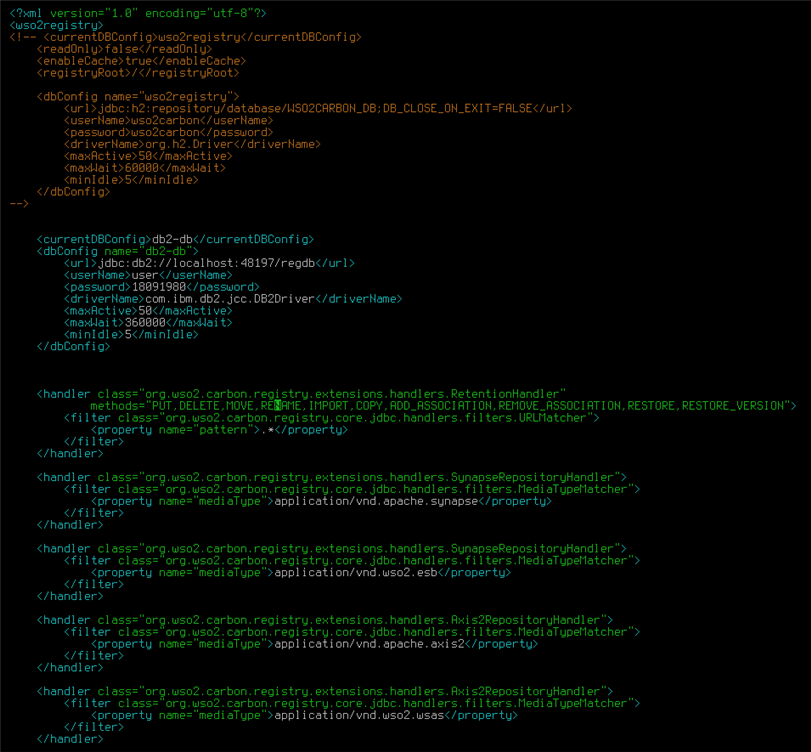 <?xml version="1.0" encoding="utf-8"?>
<wso2registry>
<!-- <currentDBConfig>wso2registry</currentDBConfig>
    <readOnly>false</readOnly>
    <enableCache>true</enableCache>
    <registryRoot>/</registryRoot>

    <dbConfig name="wso2registry">
        <url>jdbc:h2:repository/database/WSO2CARBON_DB;DB_CLOSE_ON_EXIT=FALSE</url>
        <userName>wso2carbon</userName>
        <password>wso2carbon</password>
        <driverName>org.h2.Driver</driverName>
        <maxActive>50</maxActive>
        <maxWait>60000</maxWait>
        <minIdle>5</minIdle>
    </dbConfig>
-->

    <currentDBConfig>db2-db</currentDBConfig>
    <dbConfig name="db2-db">
        <url>jdbc:db2://localhost:48197/regdb</url>
        <userName>user</userName>
        <password>18091980</password>
        <driverName>com.ibm.db2.jcc.DB2Driver</driverName>
        <maxActive>50</maxActive>
        <maxWait>360000</maxWait>
        <minIdle>5</minIdle>
    </dbConfig>

    <handler class="org.wso2.carbon.registry.extensions.handlers.RetentionHandler"
            methods="PUT,DELETE,MOVE,RENAME,IMPORT,COPY,ADD_ASSOCIATION,REMOVE_ASSOCIATION,RESTORE,RESTORE_VERSION">
        <filter class="org.wso2.carbon.registry.core.jdbc.handlers.filters.URLMatcher">
            <property name="pattern">.*</property>
        </filter>
    </handler>

    <handler class="org.wso2.carbon.registry.extensions.handlers.SynapseRepositoryHandler">
        <filter class="org.wso2.carbon.registry.core.jdbc.handlers.filters.MediaTypeMatcher">
            <property name="mediaType">application/vnd.apache.synapse</property>
        </filter>
    </handler>

    <handler class="org.wso2.carbon.registry.extensions.handlers.SynapseRepositoryHandler">
        <filter class="org.wso2.carbon.registry.core.jdbc.handlers.filters.MediaTypeMatcher">
            <property name="mediaType">application/vnd.wso2.esb</property>
        </filter>
    </handler>

    <handler class="org.wso2.carbon.registry.extensions.handlers.Axis2RepositoryHandler">
        <filter class="org.wso2.carbon.registry.core.jdbc.handlers.filters.MediaTypeMatcher">
            <property name="mediaType">application/vnd.apache.axis2</property>
        </filter>
    </handler>

    <handler class="org.wso2.carbon.registry.extensions.handlers.Axis2RepositoryHandler">
        <filter class="org.wso2.carbon.registry.core.jdbc.handlers.filters.MediaTypeMatcher">
            <property name="mediaType">application/vnd.wso2.wsas</property>
        </filter>
    </handler>